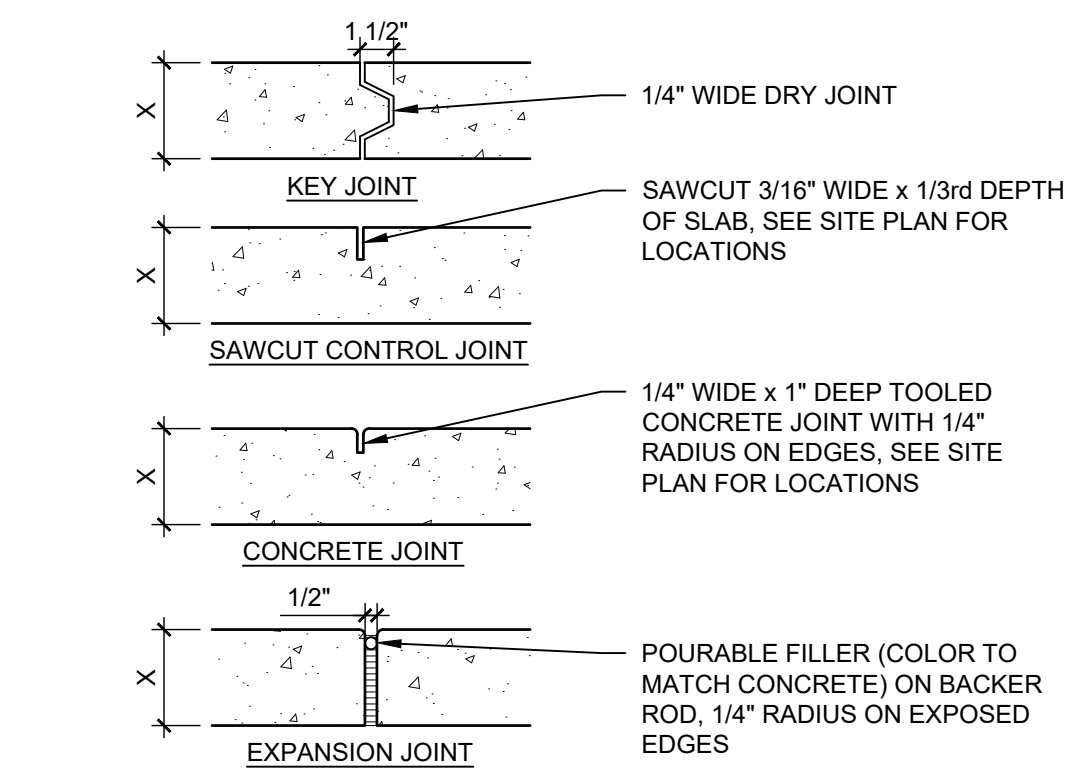 1 1/2"
X
1/4" WIDE DRY JOINT
KEY JOINT
X
SAWCUT 3/16" WIDE x 1/3rd DEPTH
OF SLAB, SEE SITE PLAN FOR
LOCATIONS
SAWCUT CONTROL JOINT
X
1/4" WIDE x 1" DEEP TOOLED
CONCRETE JOINT WITH 1/4"
RADIUS ON EDGES, SEE SITE
PLAN FOR LOCATIONS
CONCRETE JOINT
1/2"
X
POURABLE FILLER (COLOR TO
MATCH CONCRETE) ON BACKER
ROD, 1/4" RADIUS ON EXPOSED
EDGES
EXPANSION JOINT